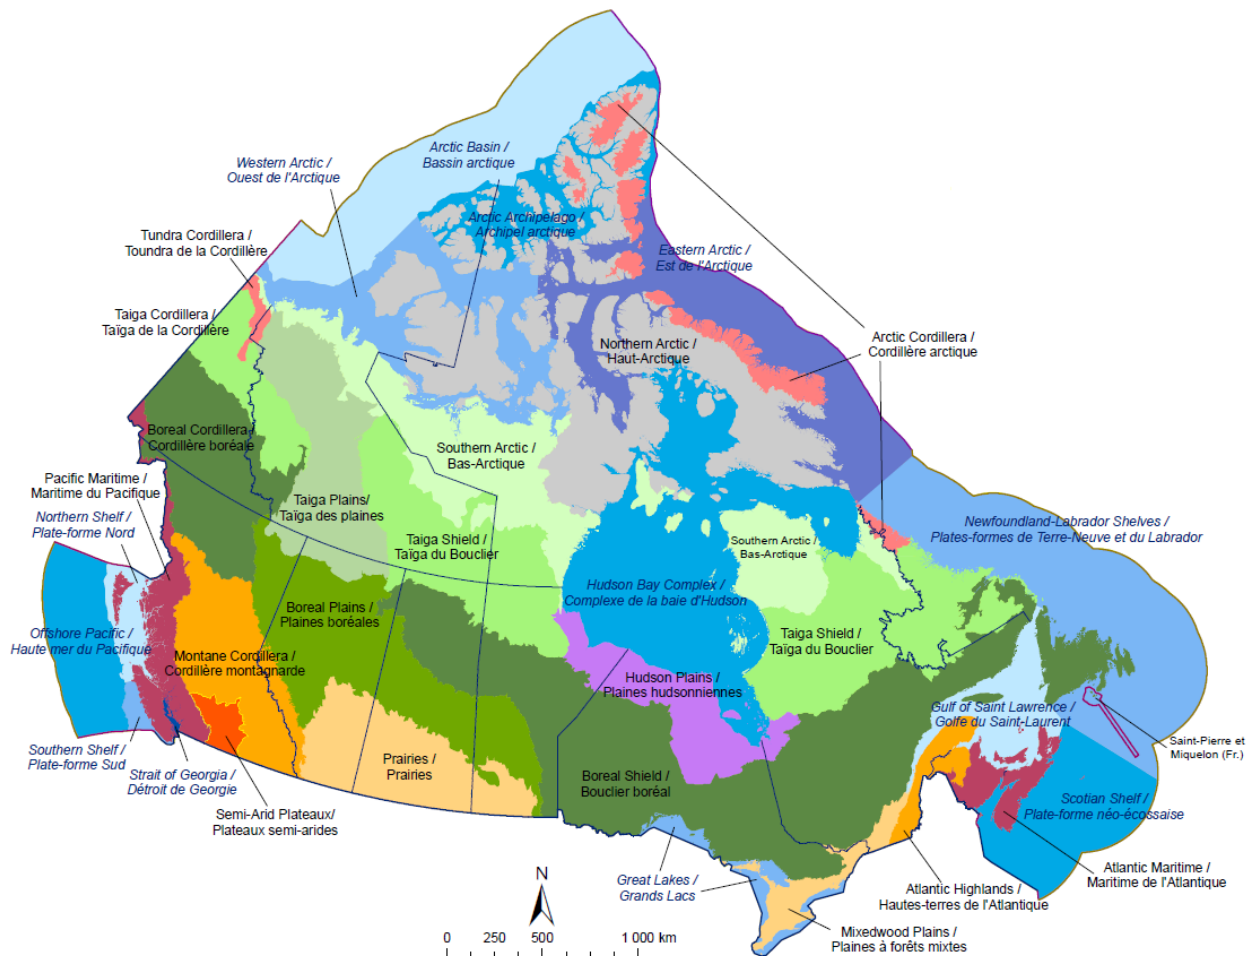 Arctic Basin /
Bassin arctique
Western Arctic /
Ouest de l'Arctique
Arctic Archipelago /
Archipel arctique
Tundra Cordillera /
Toundra de la Cordillère
Eastern Arctic /
Est de l'Arctique
Taiga Cordillera /
Taïga de la Cordillère
Northern Arctic /
Haut-Arctique
Arctic Cordillera /
Cordillère arctique
Boreal Cordillera /
Cordillère boréale
Southern Arctic /
Bas-Arctique
Pacific Maritime /
Maritime du Pacifique
Northern Shelf /
Plate-forme Nord
Taiga Plains/
Taïga des plaines
Taiga Shield /
Taïga du Bouclier
Southern Arctic /
Bas-Arctique
Newfoundland-Labrador Shelves /
Plates-formes de Terre-Neuve et du Labrador
Hudson Bay Complex /
Complexe de la baie d'Hudson
Boreal Plains /
Plaines boréales
Offshore Pacific /
Haute mer du Pacifique
Taiga Shield /
Taïga du Bouclier
Montane Cordillera /
Cordillère montagnarde
Hudson Plains /
Plaines hudsonniennes
Gulf of Saint Lawrence /
Golfe du Saint-Laurent
Saint-Pierre et
Miquelon (Fr.)
Southern Shelf /
Plate-forme Sud
Strait of Georgia /
Détroit de Georgie
Prairies /
Prairies
Boreal Shield /
Bouclier boréal
Scotian Shelf /
Plate-forme néo-écossaise
Semi-Arid Plateaux/
Plateaux semi-arides
Great Lakes /
Grands Lacs
Atlantic Maritime /
Maritime de l'Atlantique
Atlantic Highlands /
Hautes-terres de l'Atlantique
Mixedwood Plains /
Plaines à forêts mixtes
N
0 250 500 1 000 km